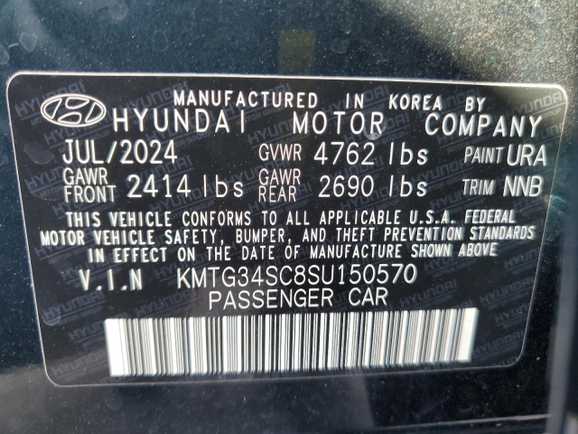 MANUFACTURED IN KOREA BY
HYUNDAI MOTOR COMPANY
JUL/2024 GVWR 4762 lbs PAINT URA
GAWR FRONT 2414 lbs GAWR REAR 2690 lbs TRIM NNB
THIS VEHICLE CONFORMS TO ALL APPLICABLE U.S.A. FEDERAL
MOTOR VEHICLE SAFETY, BUMPER, AND THEFT PREVENTION STANDARDS
IN EFFECT ON THE DATE OF MANUFACTURE SHOWN ABOVE.
V.I.N KMTG34SC8SU150570
PASSENGER CAR